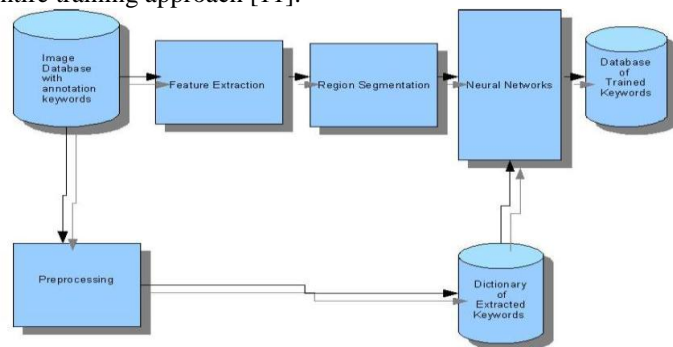 ntire training approach [11].
Image
Database
with
annotation
keywords
Feature Extraction
Region Segmentation
Neural Networks
Database
of
Trained
Keywords
Preprocessing
Dictionary
of
Extracted
Keywords